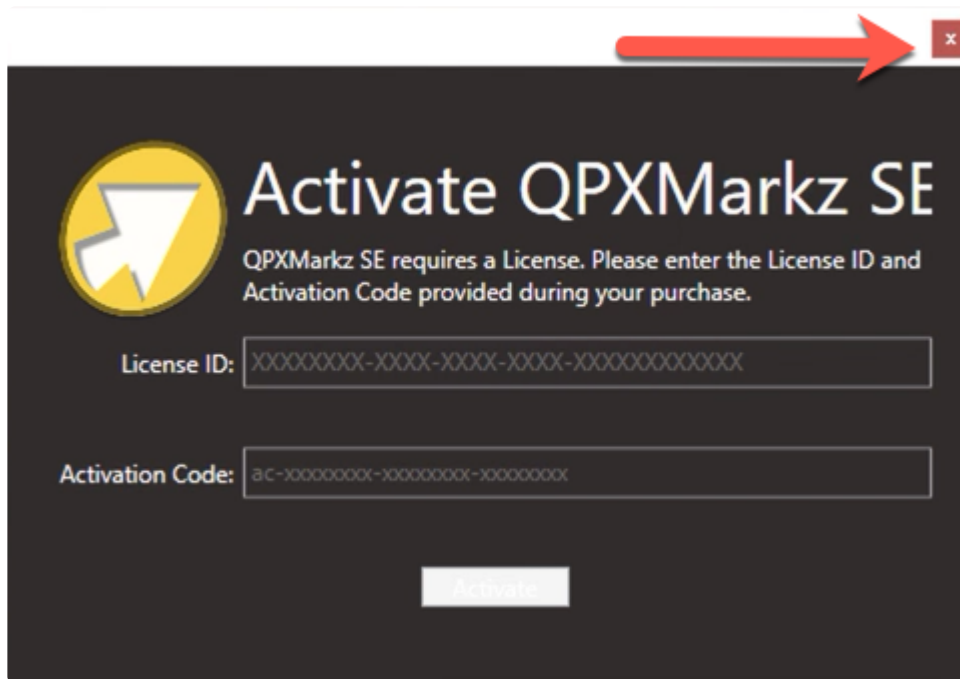 x
Activate QPXMarkz SE
QPXMarkz SE requires a License. Please enter the License ID and
Activation Code provided during your purchase.
License ID: XXXXXXXX-XXXX-XXXX-XXXX-XXXXXXXXXXXX
Activation Code: ac-xxxxxxxx-xxxxxxxx-xxxxxxxx
Activate